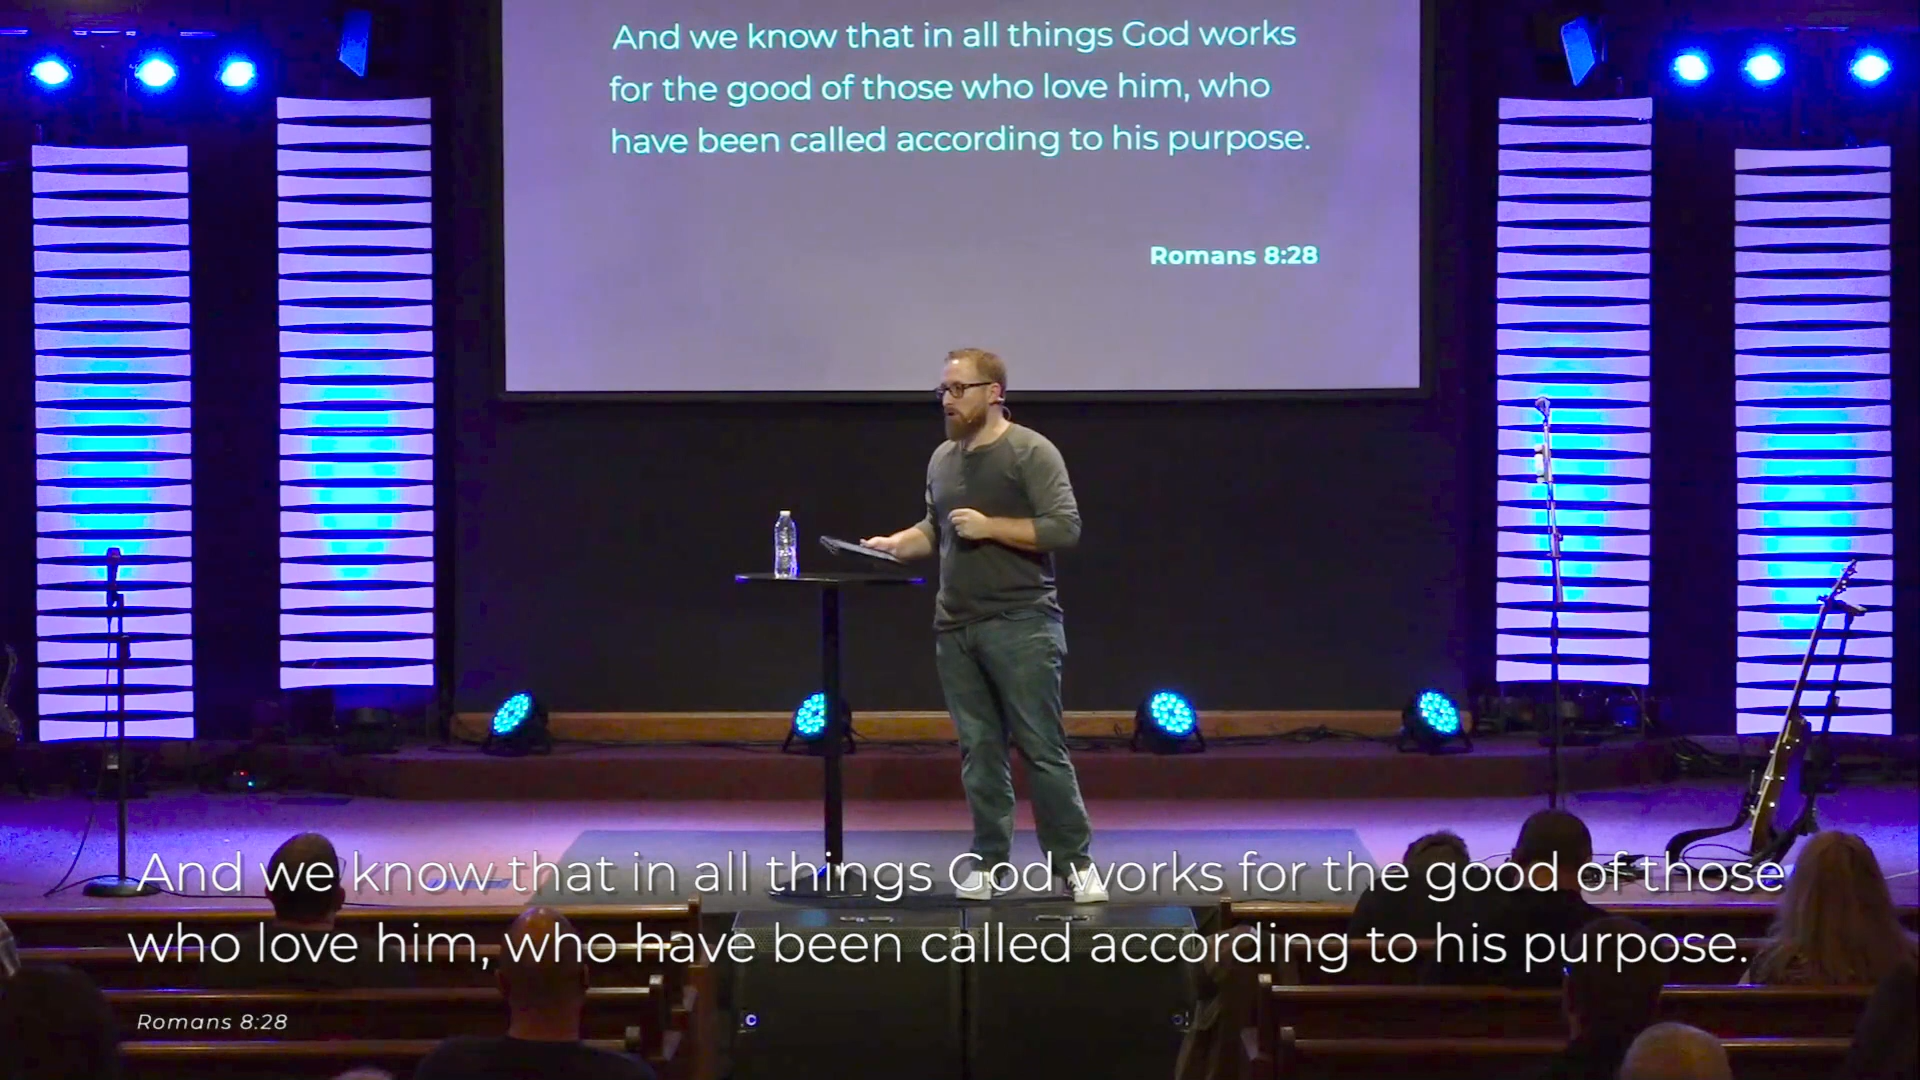 And we know that in all things God works
for the good of those who love him, who
have been called according to his purpose.
Romans 8:28
And we know that in all things God works for the good of those
who love him, who have been called according to his purpose.
Romans 8:28